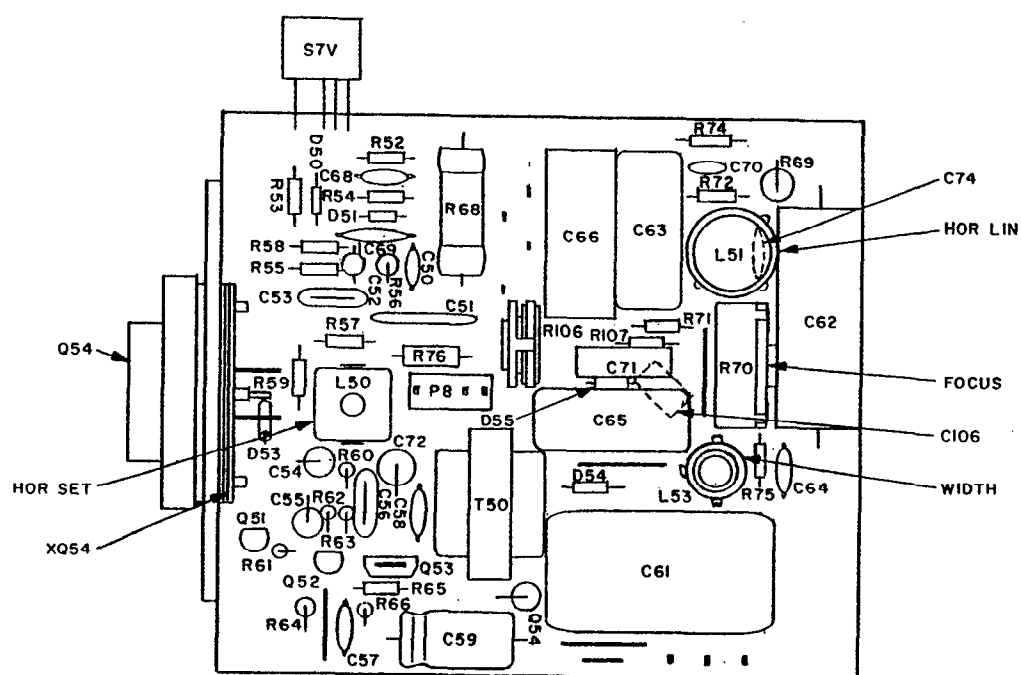 S7V
R74
D50
R52
C70
R69
C68
C74
R72
R53
R54
D51
R68
HOR LIN
C66
C63
L51
R58
C69
C50
R55
C52
R56
C53
C51
C62
R71
R106
R57
R107
Q54
R76
C71
R70
L50
FOCUS
R59
P8
D55
C65
C106
D53
C72
R60
C54
D54
HOR SET
L53
R75
C64
WIDTH
R62
C55
C56
C58
T50
Q51
XQ54
R63
R61
Q53
C61
Q52
R65
R66
R64
Q54
C59
C57